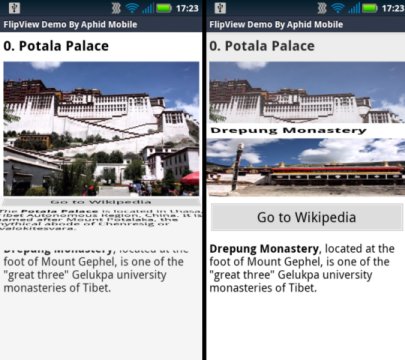 17:23
FlipView Demo By Aphid Mobile
0. Potala Palace
Go to Wikipedia
The Potala Palace is located in Lhasa,
Tibet Autonomous Region, China. It is
named after Mount Potalaka, the
mythical abode of Chenresig or
Avalokitesvara.
Drepung Monastery, located at the
foot of Mount Gephel, is one of the
"great three" Gelukpa university
monasteries of Tibet.
17:23
FlipView Demo By Aphid Mobile
0. Potala Palace
Drepung Monastery
Go to Wikipedia
Drepung Monastery, located at the
foot of Mount Gephel, is one of the
"great three" Gelukpa university
monasteries of Tibet.